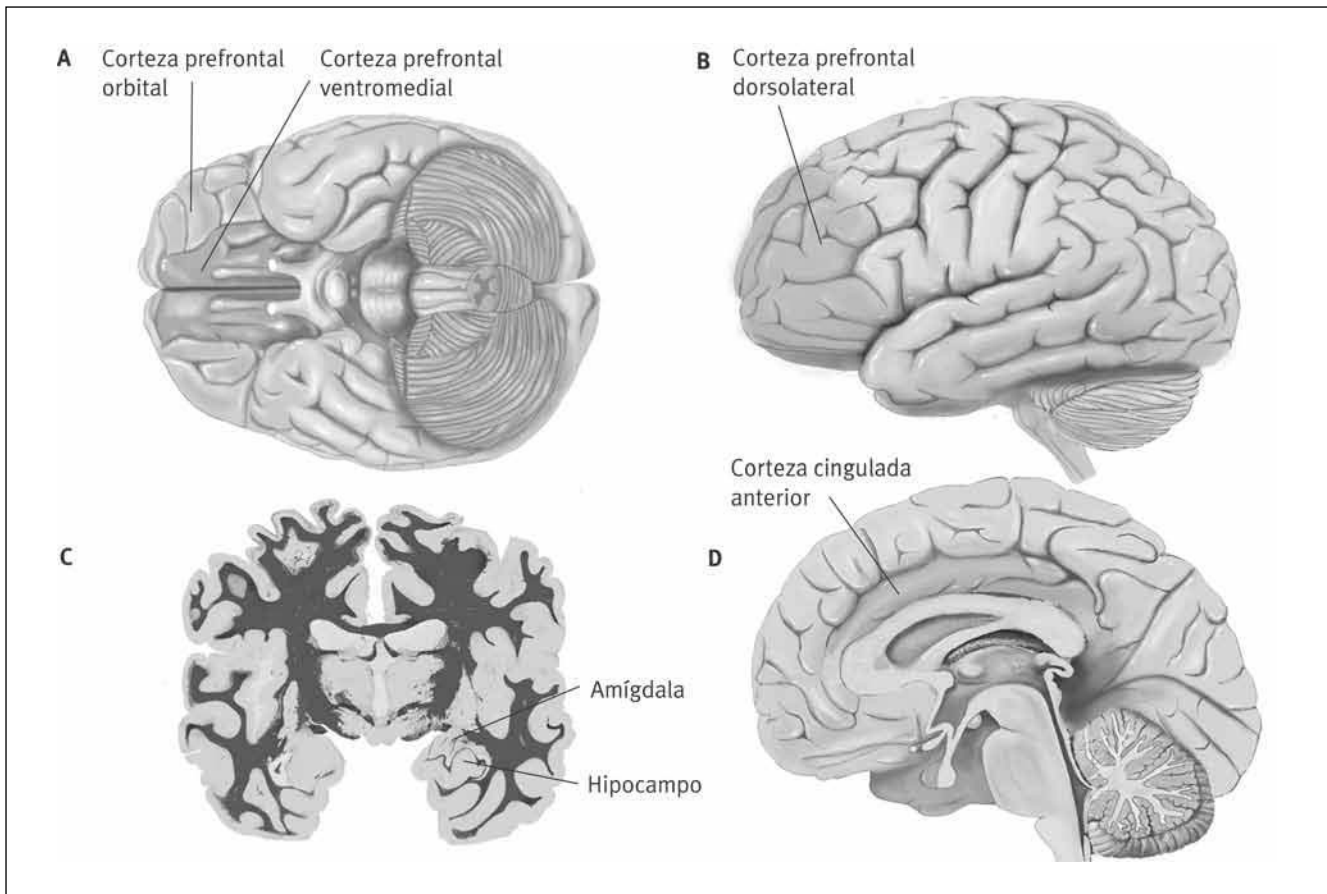 A
Corteza prefrontal
orbital
Corteza prefrontal
ventromedial
B
Corteza prefrontal
dorsolateral
C
Amígdala
Hipocampo
Corteza cingulada
anterior
D